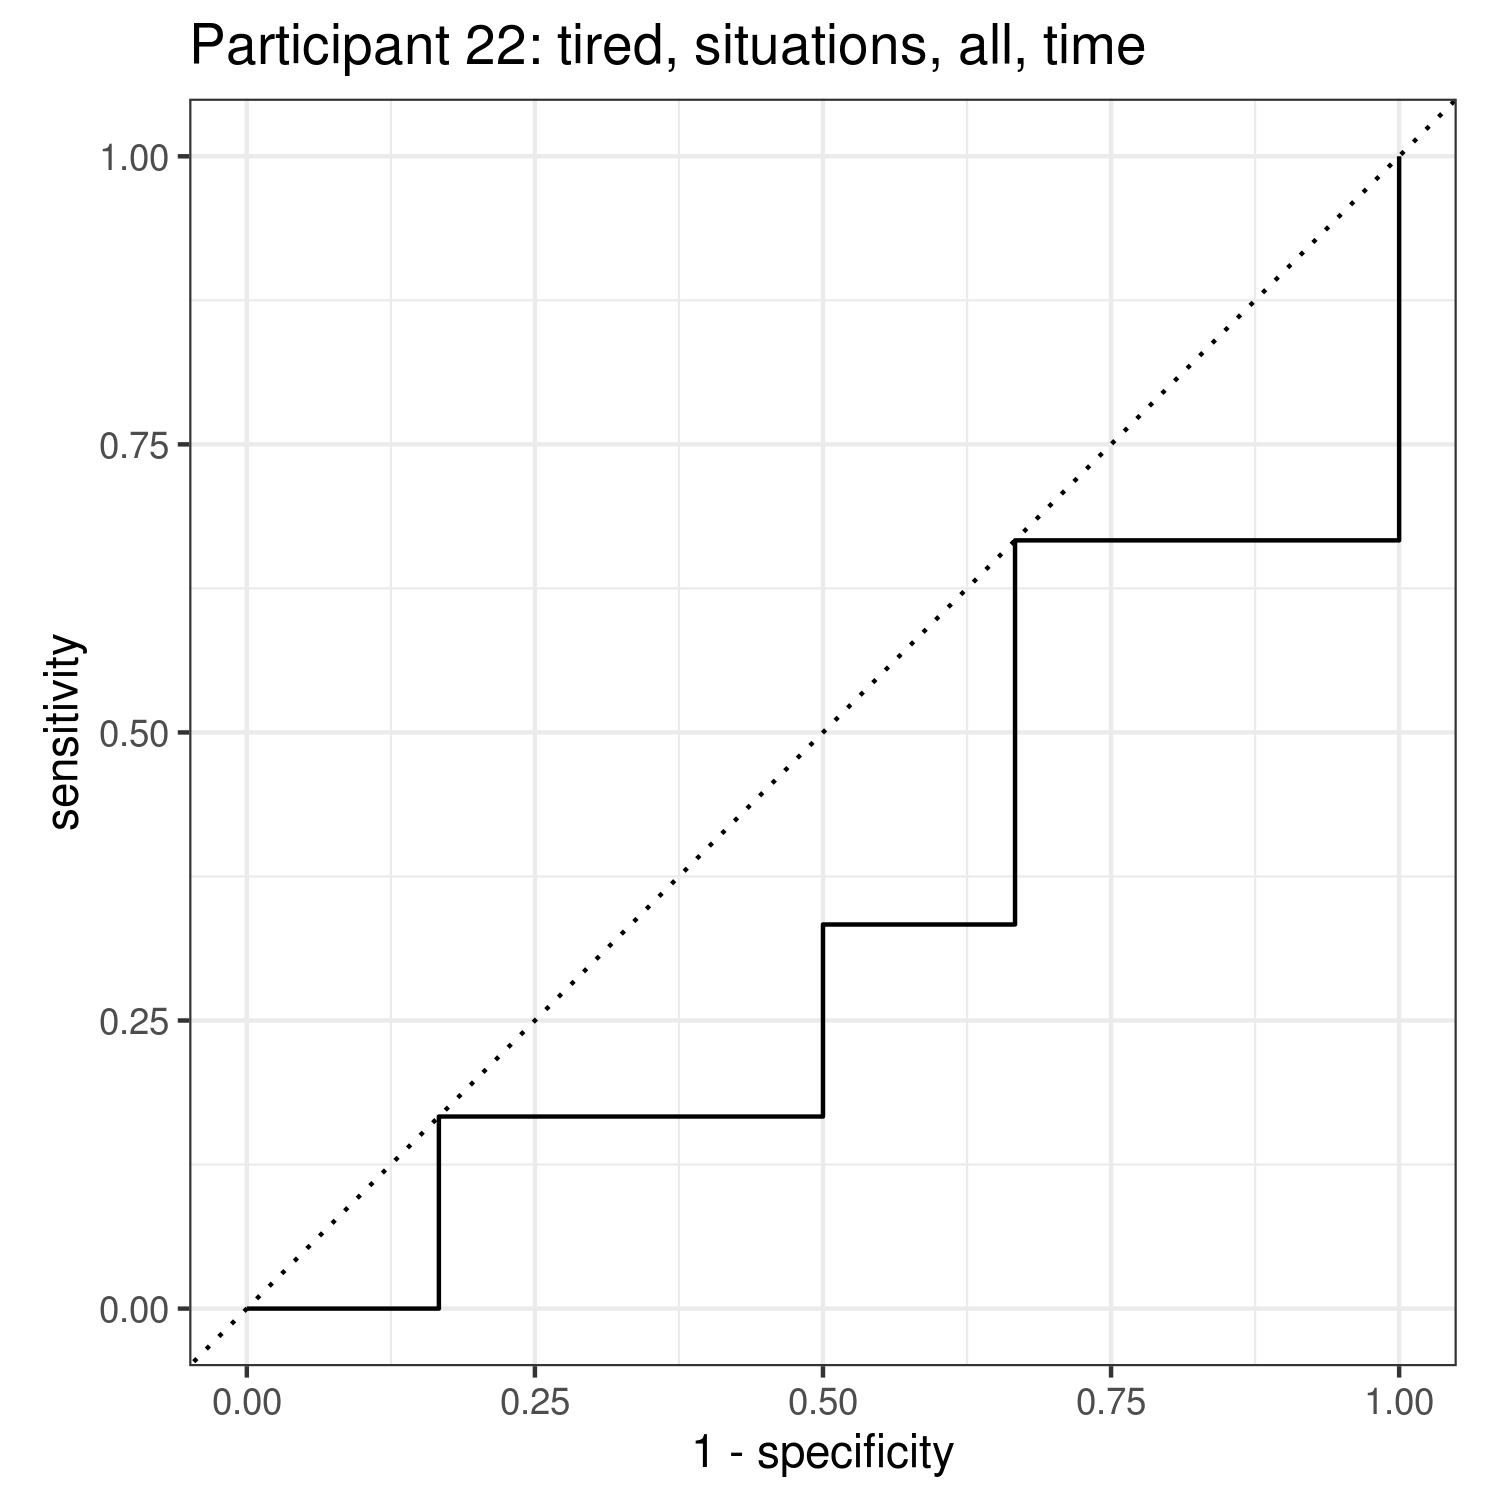 Participant 22: tired, situations, all, time
1.00
0.75
0.50
0.25
0.00
sensitivity
0.00 0.25 0.50 0.75 1.00
1 - specificity